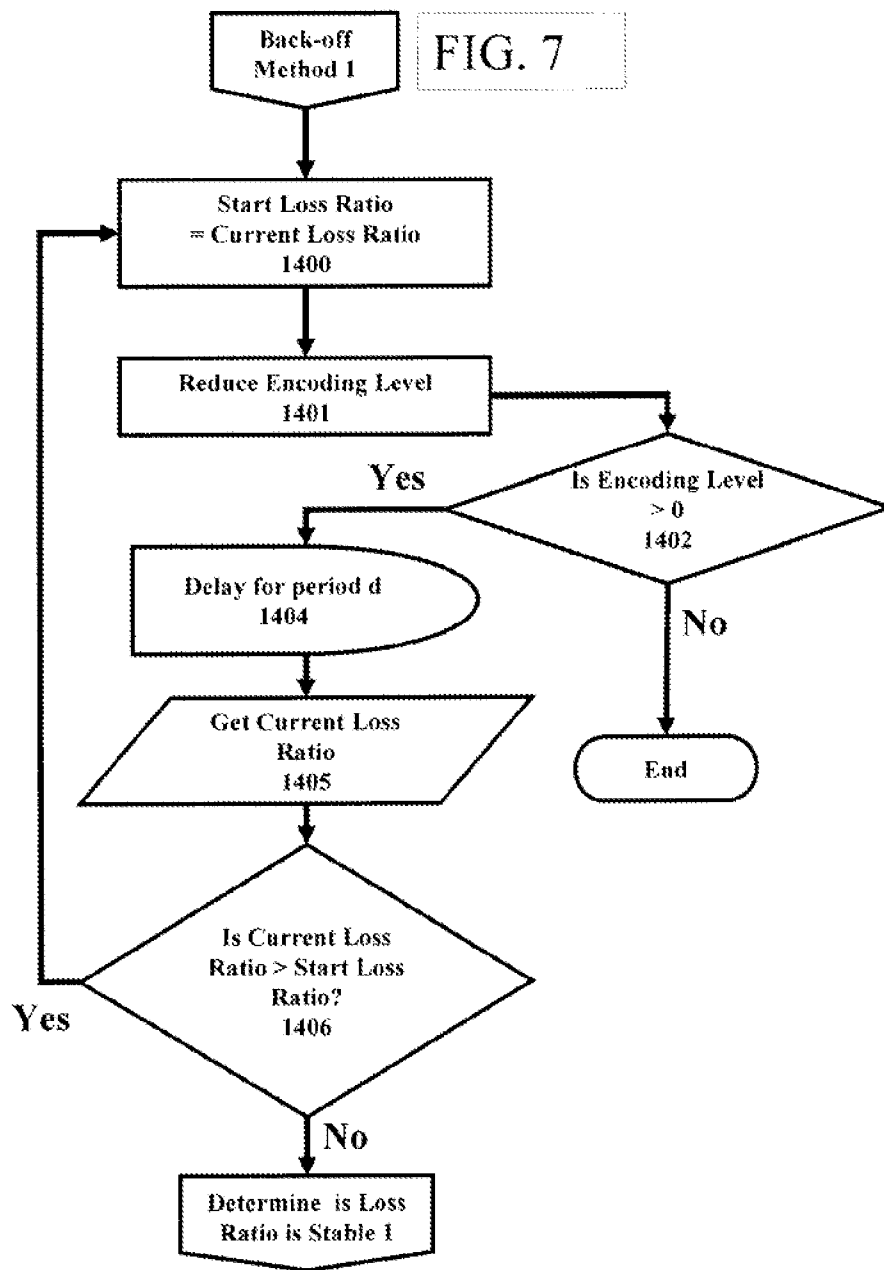 Back-off
Method 1
FIG. 7
Start Loss Ratio
= Current Loss Ratio
1400
Reduce Encoding Level
1401
Yes
Is Encoding Level
> 0
1402
Delay for period d
1404
No
Get Current Loss
Ratio
1405
End
Is Current Loss
Ratio > Start Loss
Ratio?
1406
Yes
No
Determine is Loss
Ratio is Stable 1